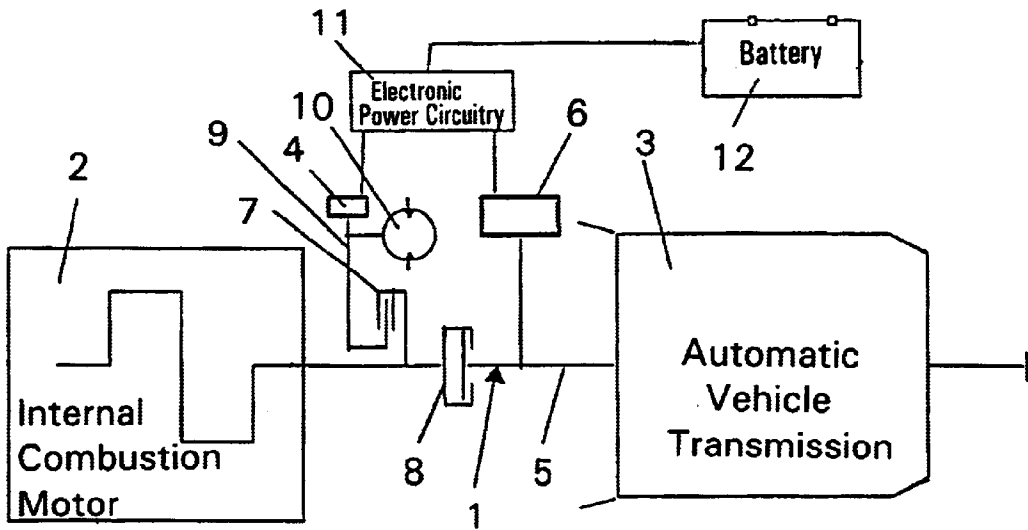 11
Battery
Electronic
Power Circuitry
10
6
9
4
3
12
2
7
Internal
Combustion
Motor
Automatic
Vehicle
Transmission
8
1
5